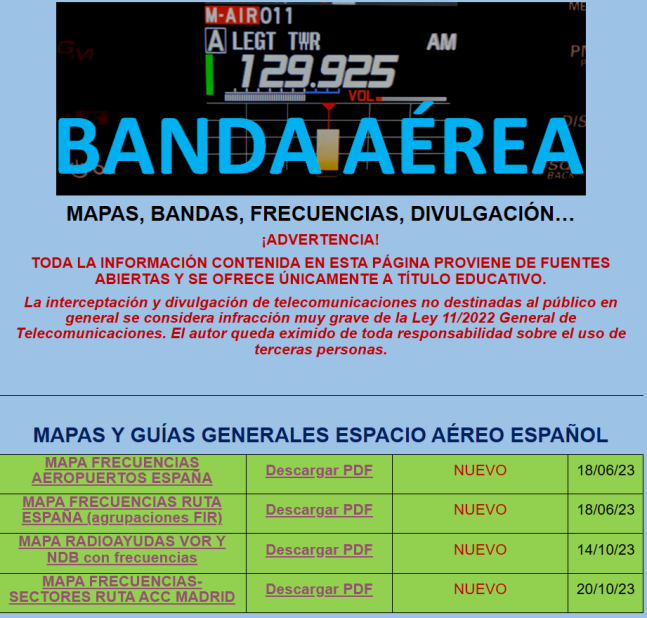 M-AIR011
A LEGT TWR AM
129.925
VOL
BANDA AÉREA
MAPAS, BANDAS, FRECUENCIAS, DIVULGACIÓN...
¡ADVERTENCIA!
TODA LA INFORMACIÓN CONTENIDA EN ESTA PÁGINA PROVIENE DE FUENTES
ABIERTAS Y SE OFRECE ÚNICAMENTE A TÍTULO EDUCATIVO.
La interceptación y divulgación de telecomunicaciones no destinadas al público en
general se considera infracción muy grave de la Ley 11/2022 General de
Telecomunicaciones. El autor queda eximido de toda responsabilidad sobre el uso de
terceras personas.
MAPAS Y GUÍAS GENERALES ESPACIO AÉREO ESPAÑOL
MAPA FRECUENCIAS
AEROPUERTOS ESPAÑA
Descargar PDF
NUEVO
18/06/23
MAPA FRECUENCIAS RUTA
ESPAÑA (agrupaciones FIR)
Descargar PDF
NUEVO
18/06/23
MAPA RADIOAYUDAS VOR Y
NDB con frecuencias
Descargar PDF
NUEVO
14/10/23
MAPA FRECUENCIAS-
SECTORES RUTA ACC MADRID
Descargar PDF
NUEVO
20/10/23